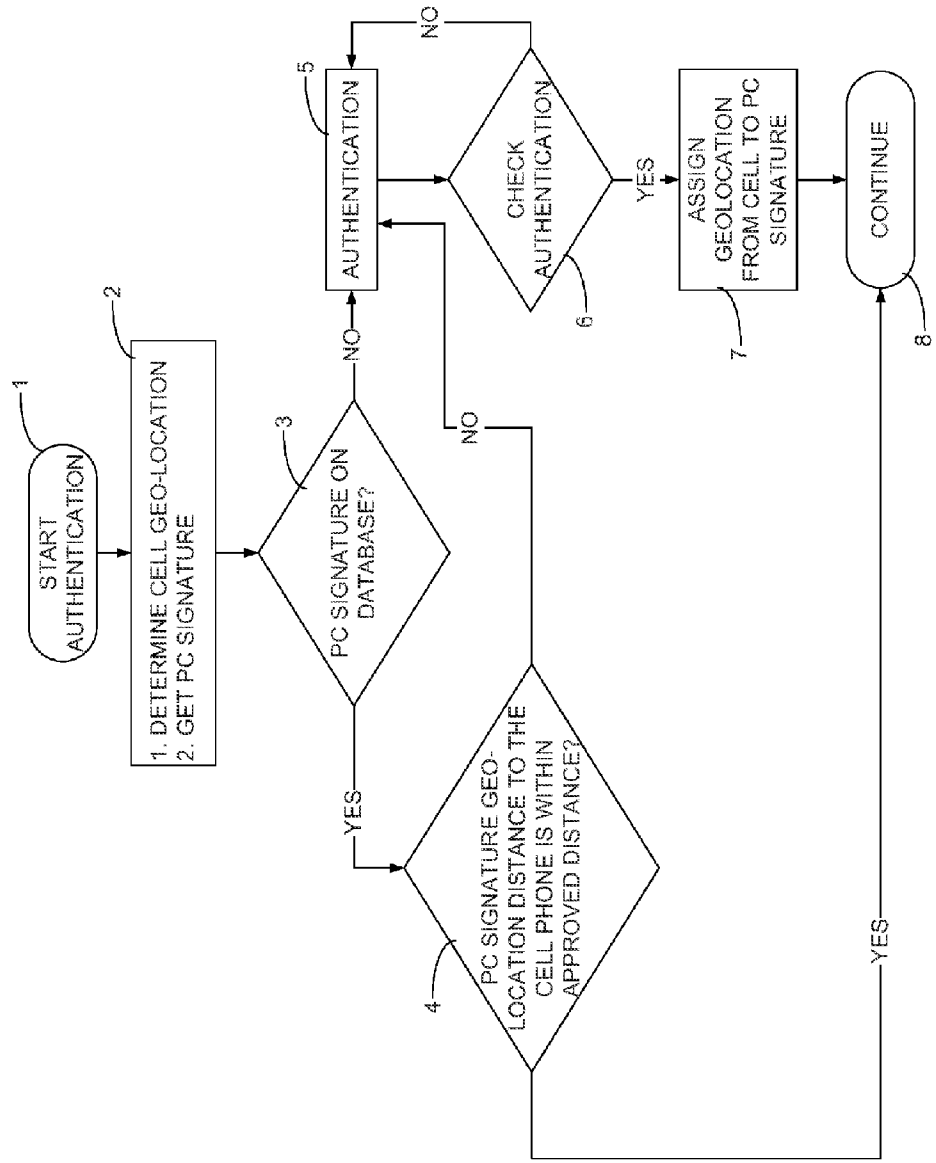 1
START
AUTHENTICATION
2
1. DETERMINE CELL GEO-LOCATION
2. GET PC SIGNATURE
3
PC SIGNATURE ON
DATABASE?
YES
NO
4
PC SIGNATURE GEO-
LOCATION DISTANCE TO THE
CELL PHONE IS WITHIN
APPROVED DISTANCE?
NO
YES
5
AUTHENTICATION
6
CHECK
AUTHENTICATION
NO
YES
7
ASSIGN
GEOLOCATION
FROM CELL TO PC
SIGNATURE
8
CONTINUE